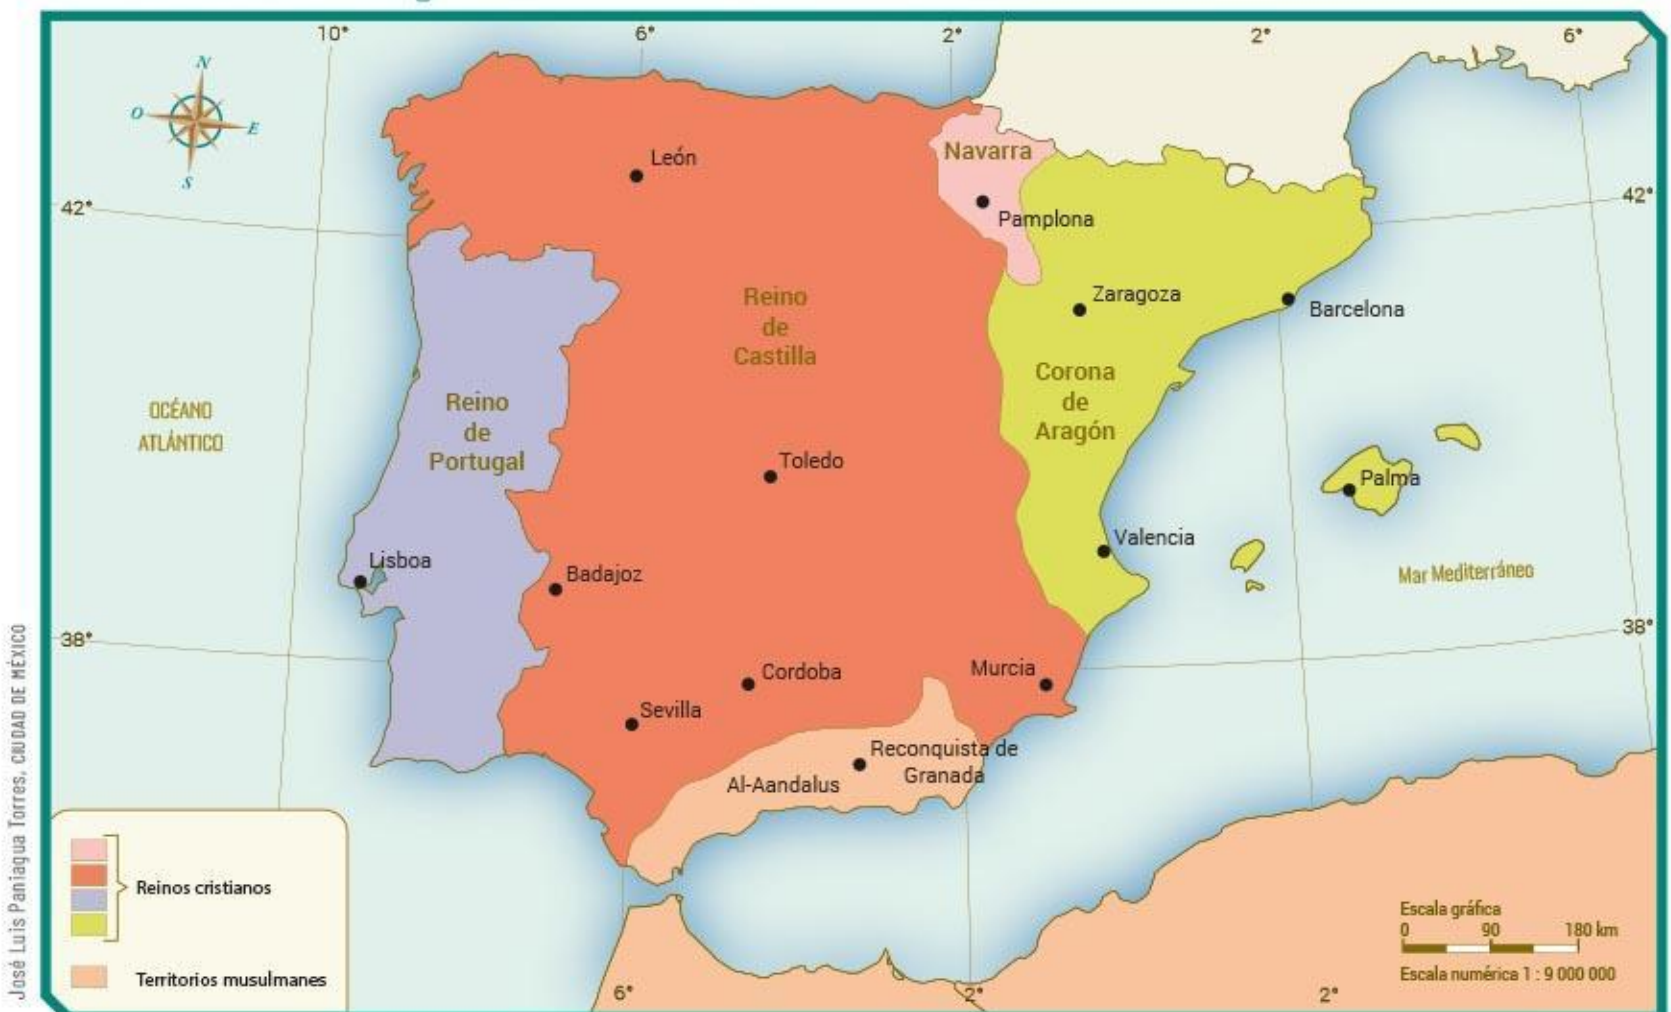 10°
6°
2°
2°
6°
N
O
E
S
42°
42°
Navarra
León
Pamplona
Zaragoza
Barcelona
Reino
de
Castilla
Corona
de
Aragón
Reino
de
Portugal
OCÉANO
ATLÁNTICO
Toledo
Palma
Valencia
Mar Mediterráneo
Lisboa
Badajoz
38°
38°
Cordoba
Murcia
Sevilla
Reconquista de
Granada
Al-Aandalus
Reinos cristianos
Territorios musulmanes
Escala gráfica
0 90 180 km
Escala numérica 1 : 9 000 000
6°
2°
2°
José Luis Paniagua Torres, CIUDAD DE MÉXICO